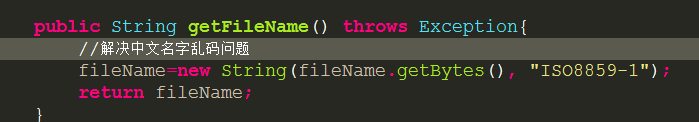 public String getFileName() throws Exception{
//解决中文名字乱码问题
fileName=new String(fileName.getBytes(), "ISO8859-1");
return fileName;
}